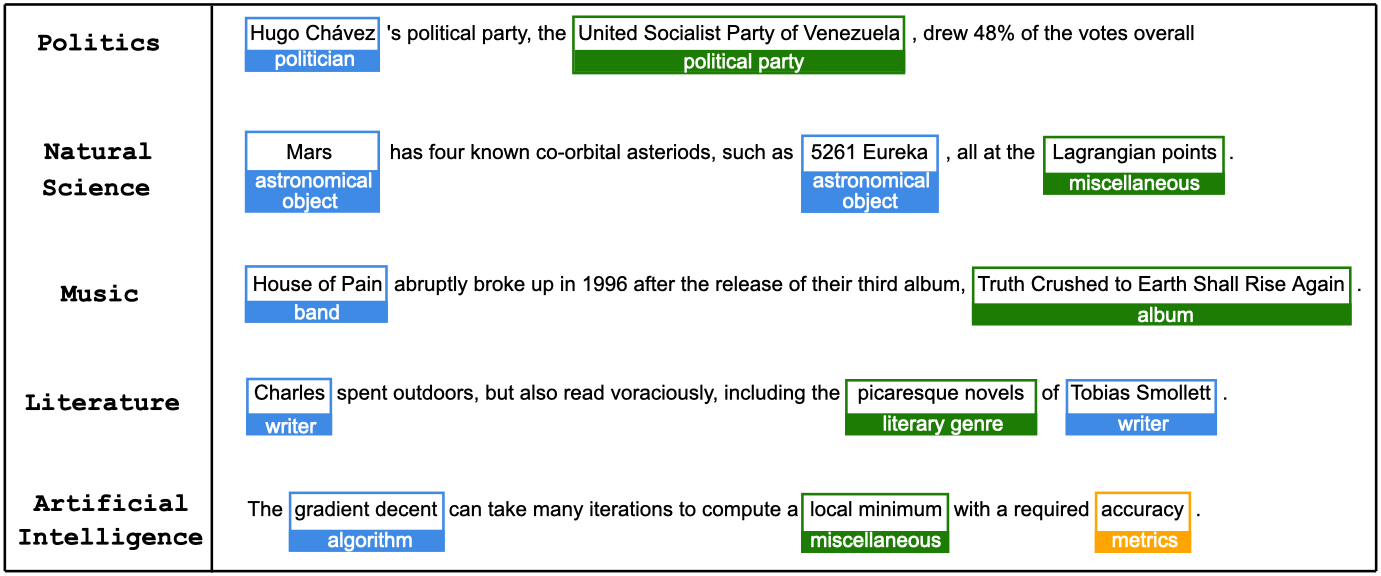 Politics
Hugo Chávez 's political party, the United Socialist Party of Venezuela , drew 48% of the votes overall
politician political party
Natural
Science
Mars has four known co-orbital asteriods, such as 5261 Eureka , all at the Lagrangian points .
astronomical
object
astronomical
object
miscellaneous
Music
House of Pain abruptly broke up in 1996 after the release of their third album, Truth Crushed to Earth Shall Rise Again .
band album
Literature
Charles spent outdoors, but also read voraciously, including the picaresque novels of Tobias Smollett .
writer literary genre writer
Artificial
Intelligence
The gradient decent can take many iterations to compute a local minimum with a required accuracy .
algorithm miscellaneous metrics